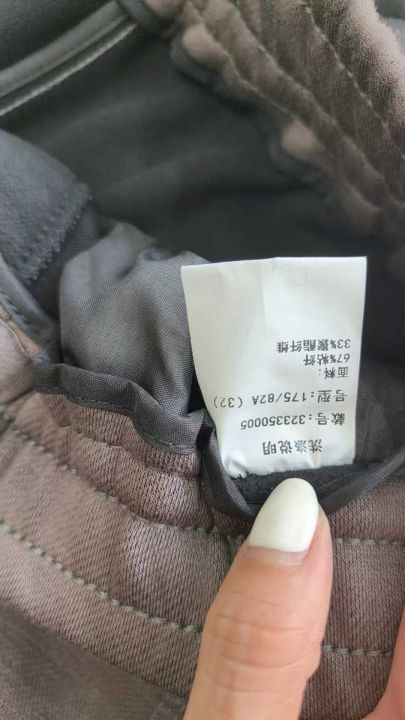 洗涤说明
款号:323350005
号型:175/82A（32）
面料:
67%粘纤
33%聚酯纤维